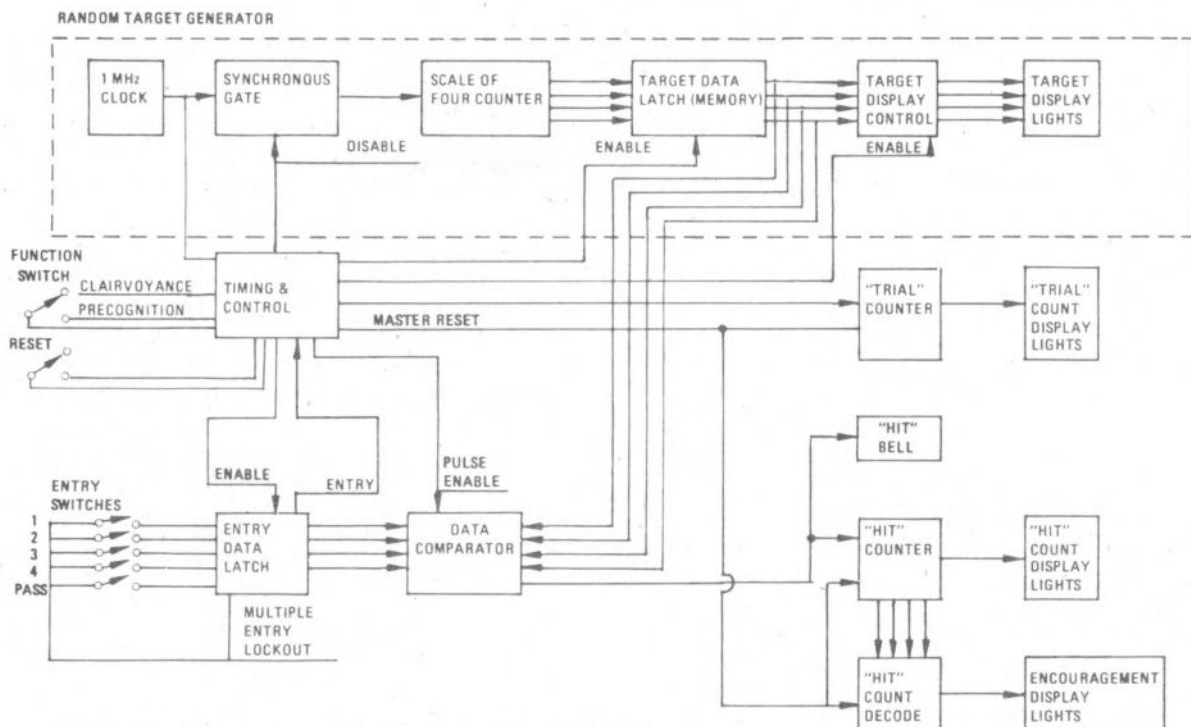 RANDOM TARGET GENERATOR
1 MHz
CLOCK
SYNCHRONOUS
GATE
SCALE OF
FOUR COUNTER
TARGET DATA
LATCH (MEMORY)
TARGET
DISPLAY
CONTROL
TARGET
DISPLAY
LIGHTS
DISABLE
ENABLE
ENABLE
FUNCTION
SWITCH
CLAIRVOYANCE
PRECOGNITION
RESET
TIMING &
CONTROL
MASTER RESET
"TRIAL"
COUNTER
"TRIAL"
COUNT
DISPLAY
LIGHTS
"HIT"
BELL
ENABLE
ENTRY
PULSE
ENABLE
ENTRY
SWITCHES
1
2
3
4
PASS
ENTRY
DATA
LATCH
DATA
COMPARATOR
"HIT"
COUNTER
"HIT"
COUNT
DISPLAY
LIGHTS
MULTIPLE
ENTRY
LOCKOUT
"HIT"
COUNT
DECODE
ENCOURAGEMENT
DISPLAY
LIGHTS